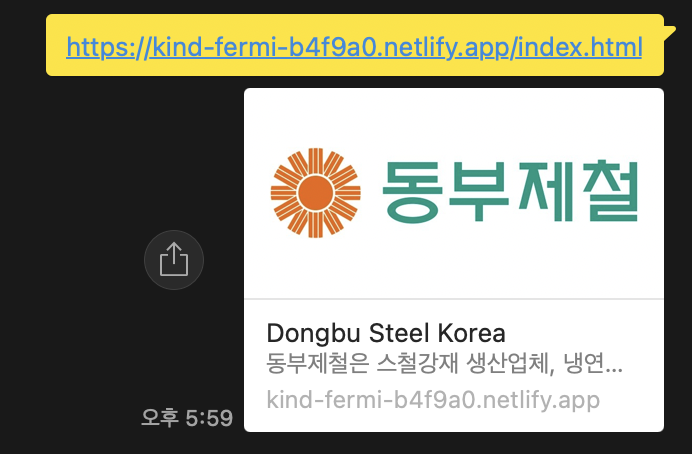 https://kind-fermi-b4f9a0.netlify.app/index.html
동부제철
Dongbu Steel Korea
동부제철은 스철강재 생산업체, 냉연...
kind-fermi-b4f9a0.netlify.app
오후 5:59